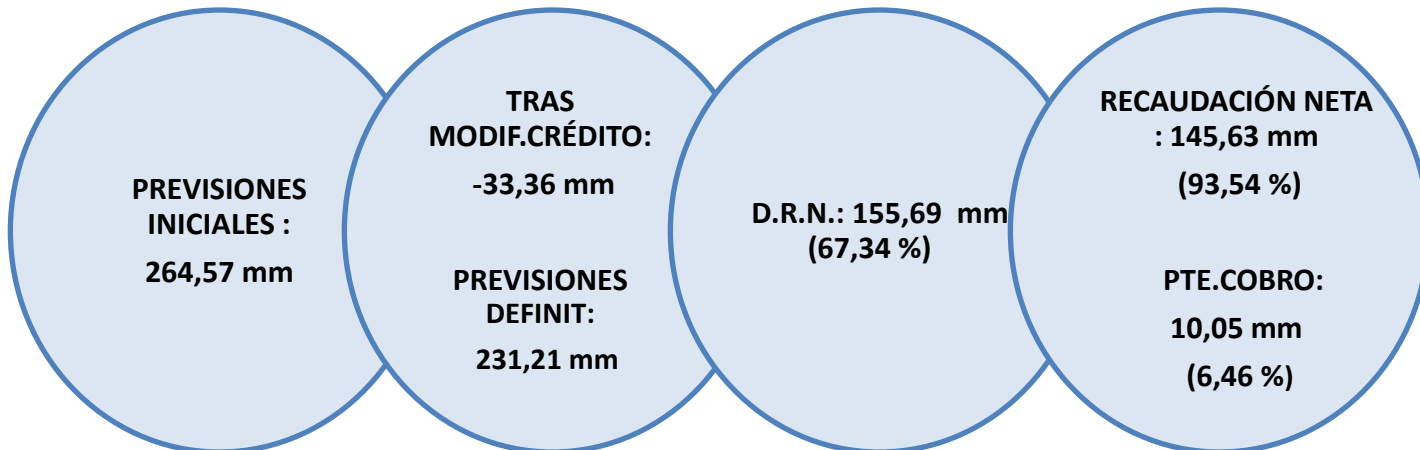 PREVISIONES
INICIALES :
264,57 mm
TRAS
MODIF.CRÉDITO:
-33,36 mm
PREVISIONES
DEFINIT:
231,21 mm
D.R.N.: 155,69 mm
(67,34 %)
RECAUDACIÓN NETA
: 145,63 mm
(93,54 %)
PTE.COBRO:
10,05 mm
(6,46 %)